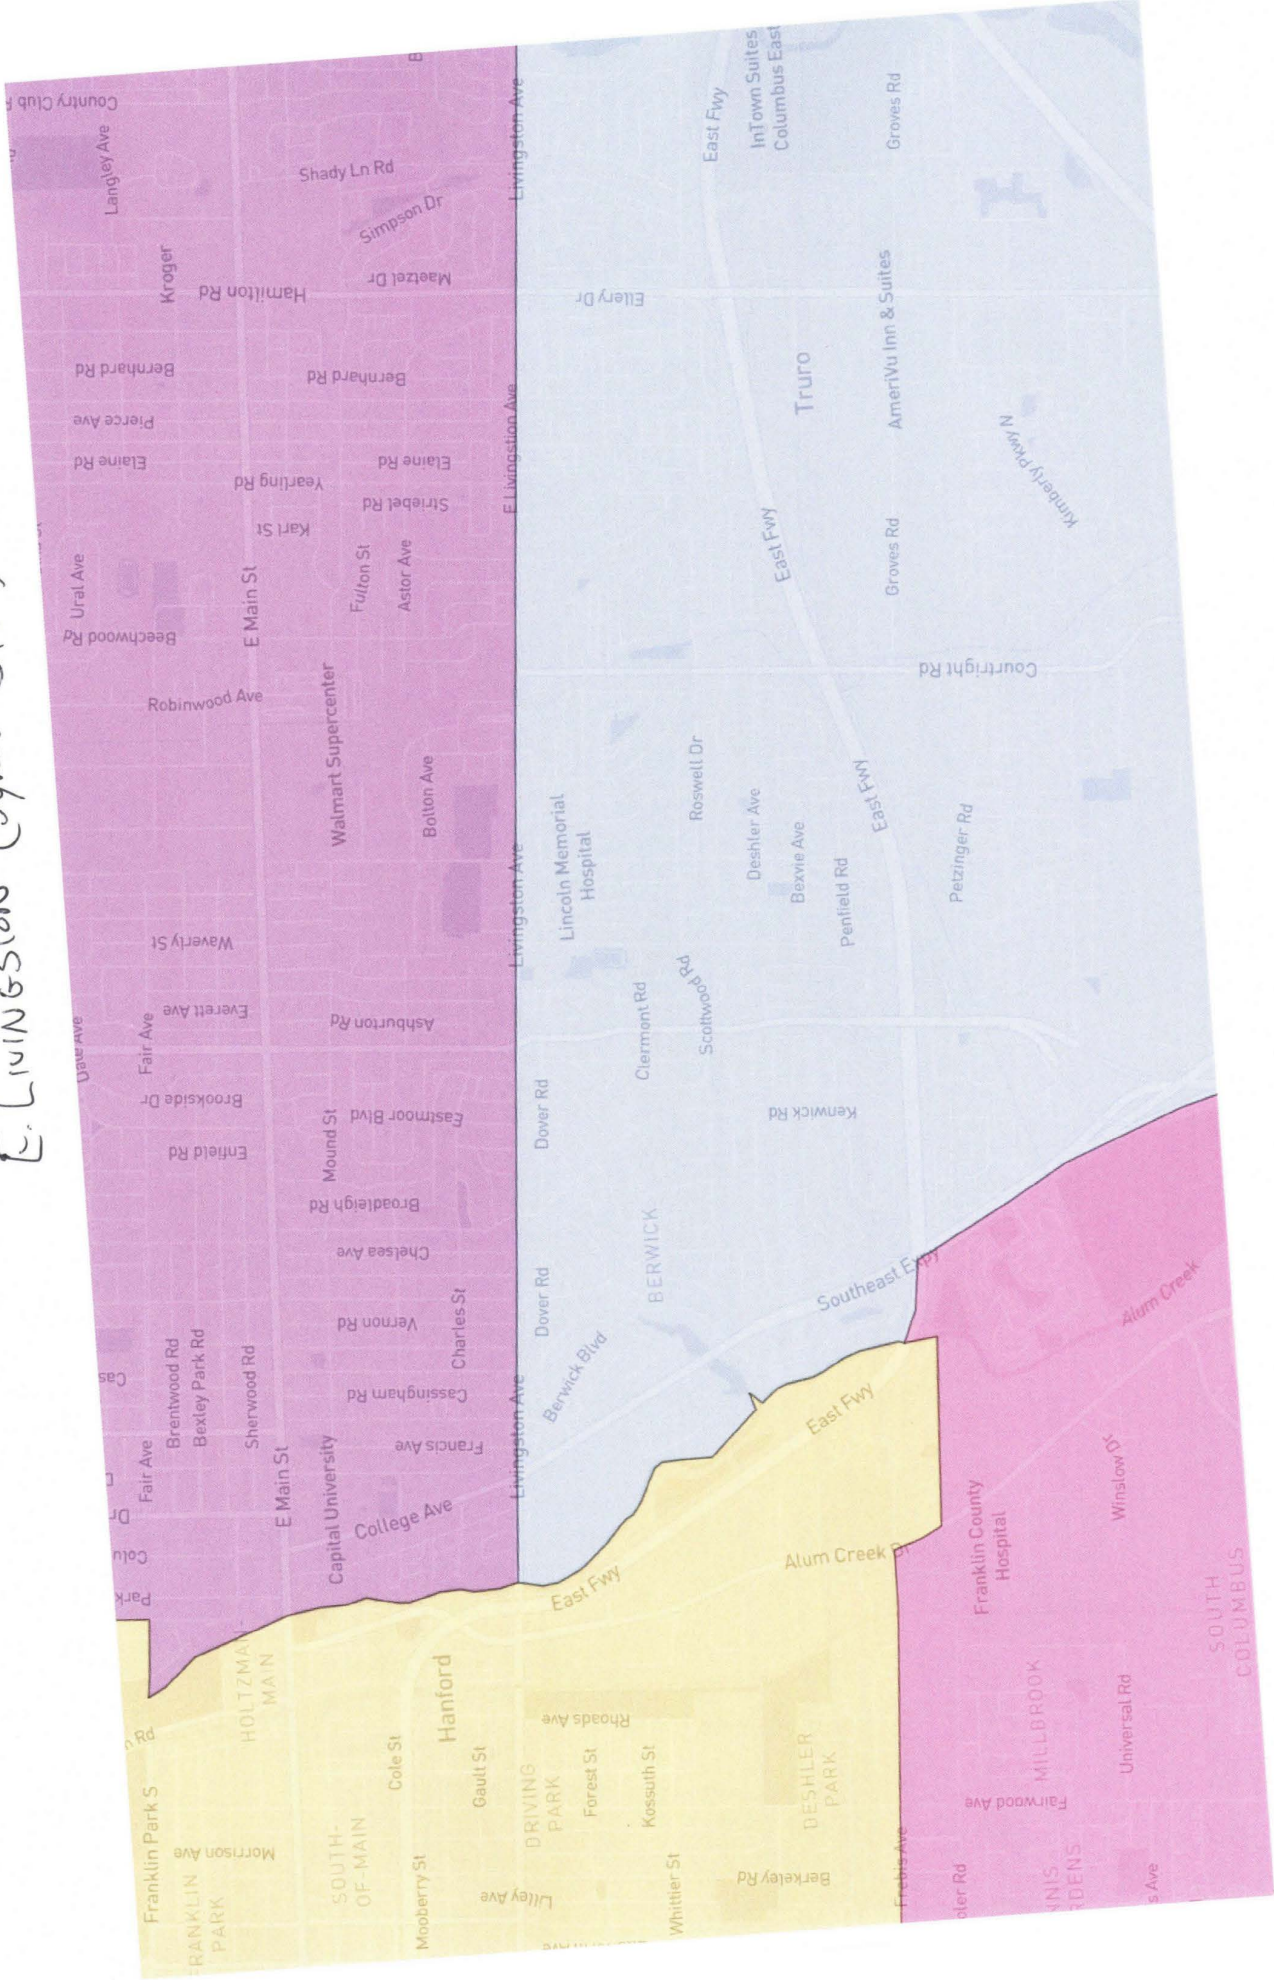 E. LIVINGSTON
Franklin Park S
Fair Ave
Fair Ave
Ural Ave
Langley Ave
Country Club
Morrison Ave
FRANKLIN
PARK
HOLTZMAN-
MAIN
Brentwood Rd
Bexley Park Rd
Sherwood Rd
Enfield Rd
Brookside Dr
Everett Ave
Waverly St
Robinwood Ave
Beechwood Rd
Elaine Rd
Pierce Ave
Bernhard Rd
Kroger
Hamilton Rd
E Main St
E Main St
Karl St
Yearling Rd
SOUTH-
OF MAIN
Cole St
Capital University
College Ave
Francis Ave
Cassingham Rd
Vernon Rd
Chelsea Ave
Broadleigh Rd
Mound St
Eastmoor Blvd
Ashburton Rd
Walmart Supercenter
Fulton St
Astor Ave
Striebel Rd
Elaine Rd
Bernhard Rd
Maetzel Dr
Simpson Dr
Shady Ln Rd
Mooberry St
Hanford
Gault St
Charles St
Bolton Ave
Lilley Ave
Livingston Ave
Livingston Ave
E Livingstion Ave
Livingston Ave
DRIVING
PARK
Rhoads Ave
Forest St
Kossuth St
Whittier St
East Fwy
Berwick Blvd
Dover Rd
Dover Rd
Lincoln Memorial
Hospital
Ellery Dr
BERWICK
Clermont Rd
Scottwood Rd
Roswell Dr
Deshler Ave
Bexvie Ave
Penfield Rd
Kenwick Rd
East Fwy
East Fwy
East Fwy
East Fwy
Truro
InTown Suites
Columbus East
Berkeley Rd
DESHLER
PARK
Alum Creek Dr
Southeast Expy
Petzinger Rd
Courtright Rd
Groves Rd
AmeriVu Inn & Suites
Groves Rd
Kimberly Pkwy N
Frebis Ave
Fairwood Ave
MILLBROOK
Franklin County
Hospital
Universal Rd
Winslow Dr
Alum Creek
SOUTH
COLUMBUS